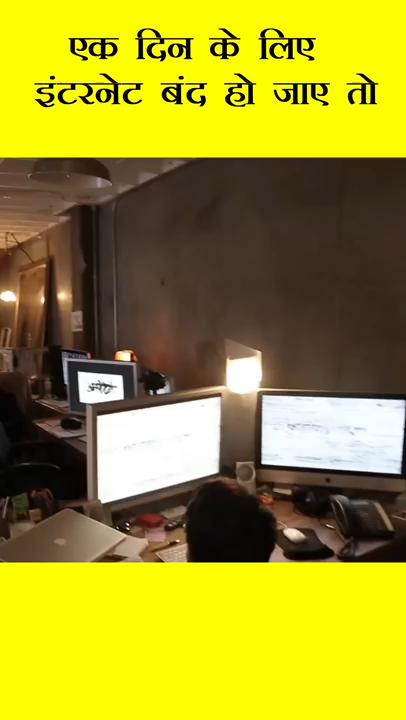 एक दिन के लिए
इंटरनेट बंद हो जाए तो